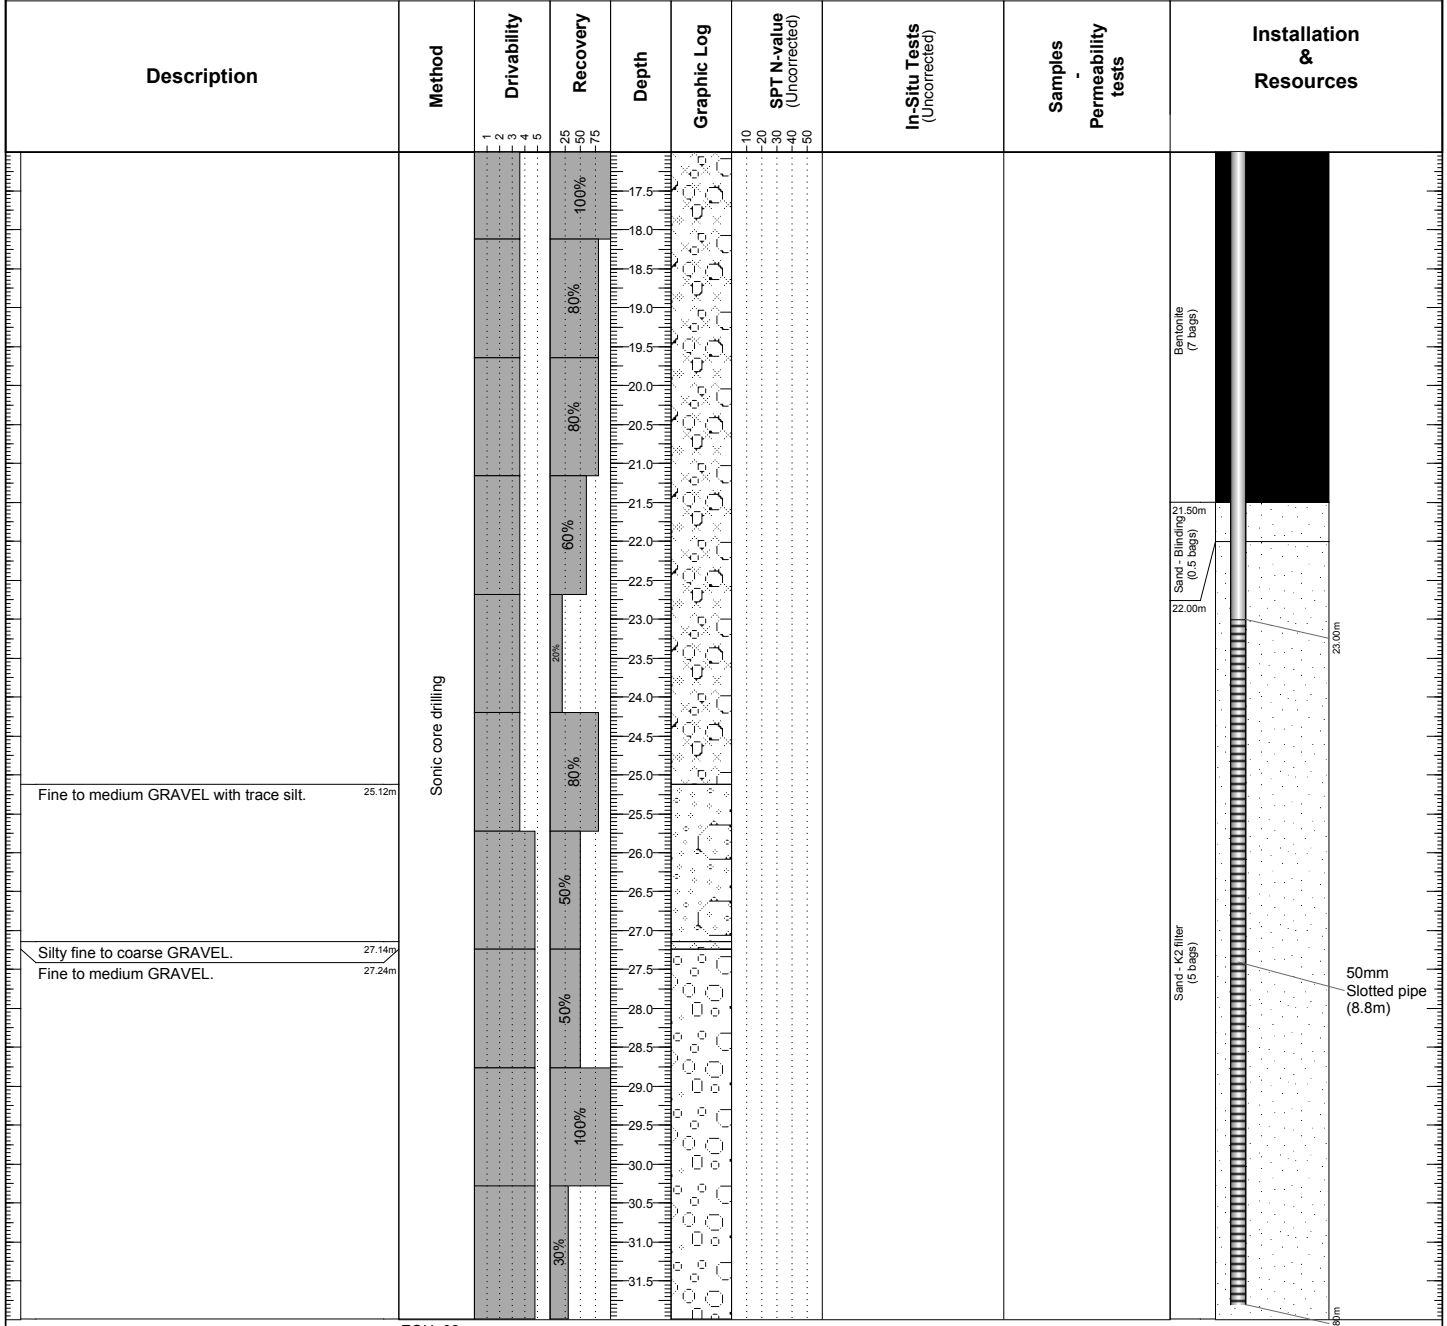 Description
Method
Drivability
Recovery
Depth
Graphic Log
SPT N-value
(Uncorrected)
In-Situ Tests
(Uncorrected)
Samples
-
Permeability
tests
Installation
&
Resources
1 2 3 4 5
25 50 75
10 20 30 40 50
Sonic core drilling
100%
80%
80%
60%
20%
80%
50%
50%
100%
30%
17.5
18.0
18.5
19.0
19.5
20.0
20.5
21.0
21.5
22.0
22.5
23.0
23.5
24.0
24.5
25.0
25.5
26.0
26.5
27.0
27.5
28.0
28.5
29.0
29.5
30.0
30.5
31.0
31.5
Fine to medium GRAVEL with trace silt. 25.12m
Silty fine to coarse GRAVEL. 27.14m
Fine to medium GRAVEL. 27.24m
Bentonite
(7 bags)
21.50m
Sand - Blinding
(0.5 bags)
22.00m
23.00m
Sand - K2 filter
(5 bags)
50mm
Slotted pipe
(8.8m)